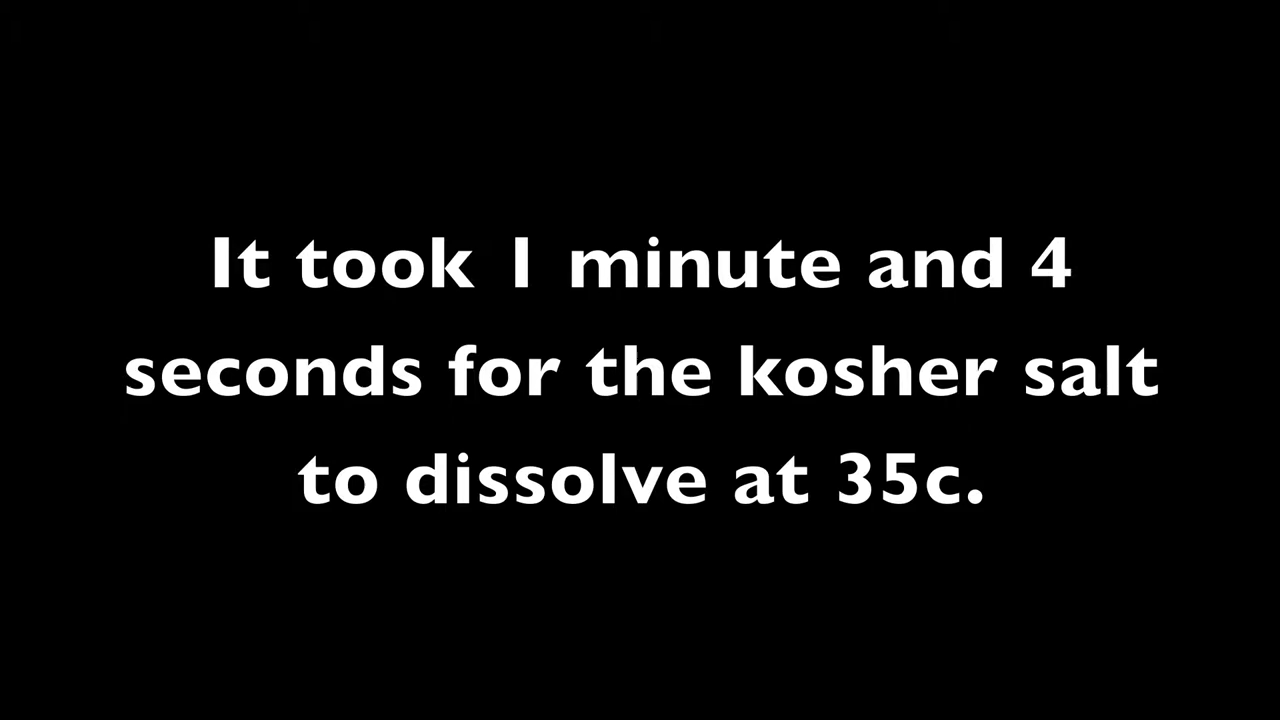 It took 1 minute and 4
seconds for the kosher salt
to dissolve at 35c.